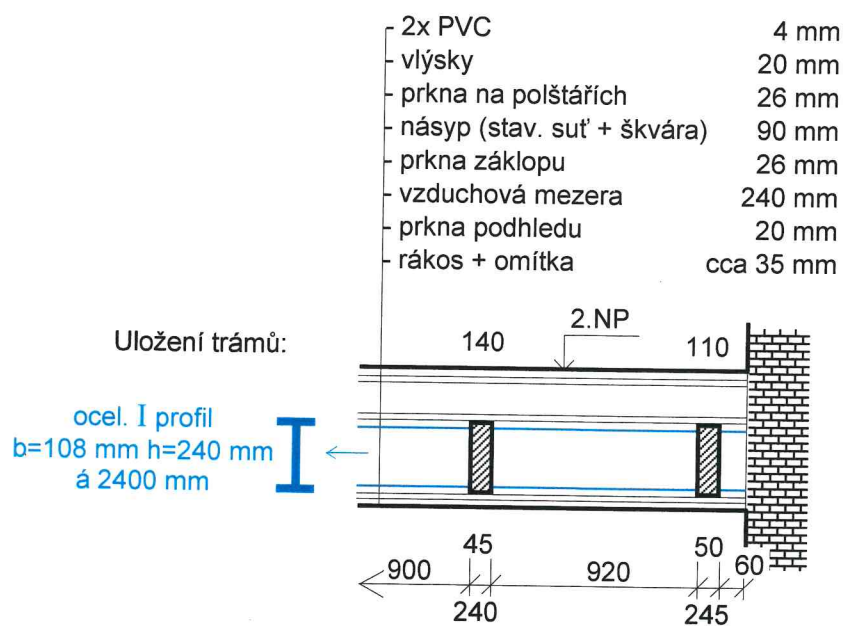 2x PVC 4 mm
vlýsky 20 mm
prkna na polštářích 26 mm
násyp (stav. suť + škvára) 90 mm
prkna záklopu 26 mm
vzduchová mezera 240 mm
prkna podhledu 20 mm
rákos + omítka cca 35 mm
Uložení trámů:
140
2.NP
110
ocel. I profil
b=108 mm h=240 mm
á 2400 mm
45
50
900
920
60
240
245